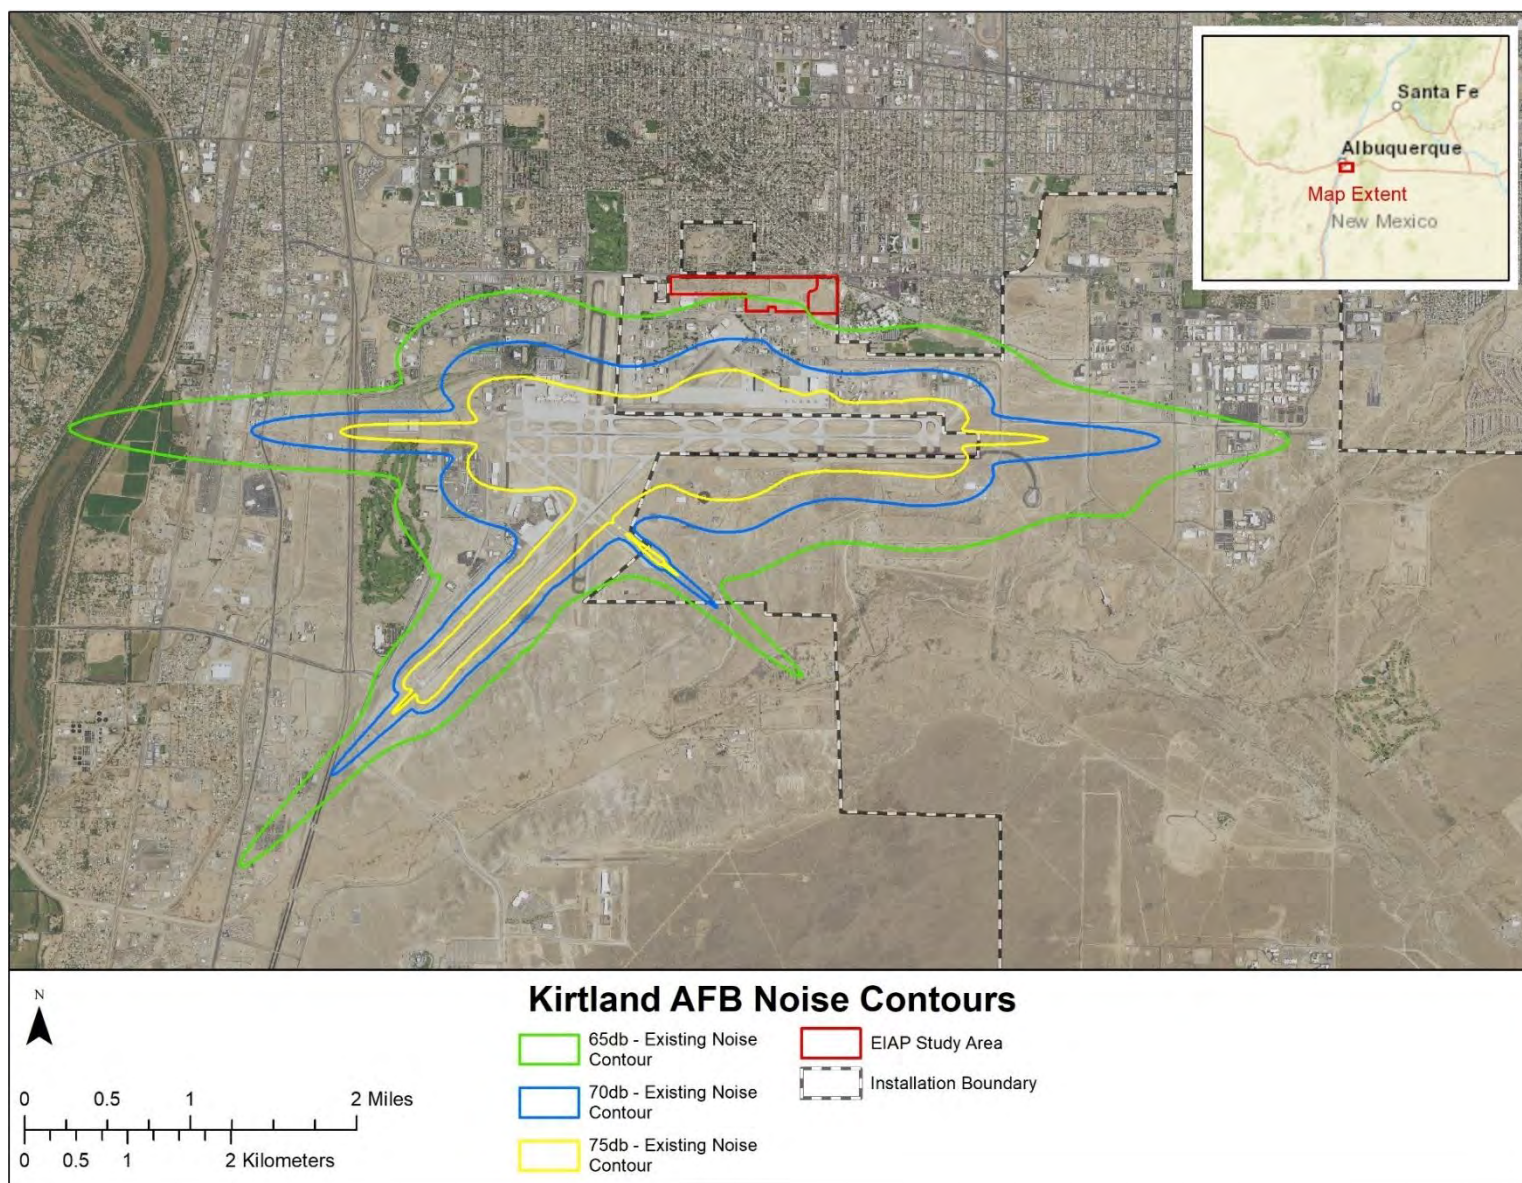 Santa Fe
Albuquerque
Map Extent
New Mexico
N
Kirtland AFB Noise Contours
65db - Existing Noise
Contour
70db - Existing Noise
Contour
75db - Existing Noise
Contour
EIAP Study Area
Installation Boundary
0 0.5 1 2 Miles
0 0.5 1 2 Kilometers